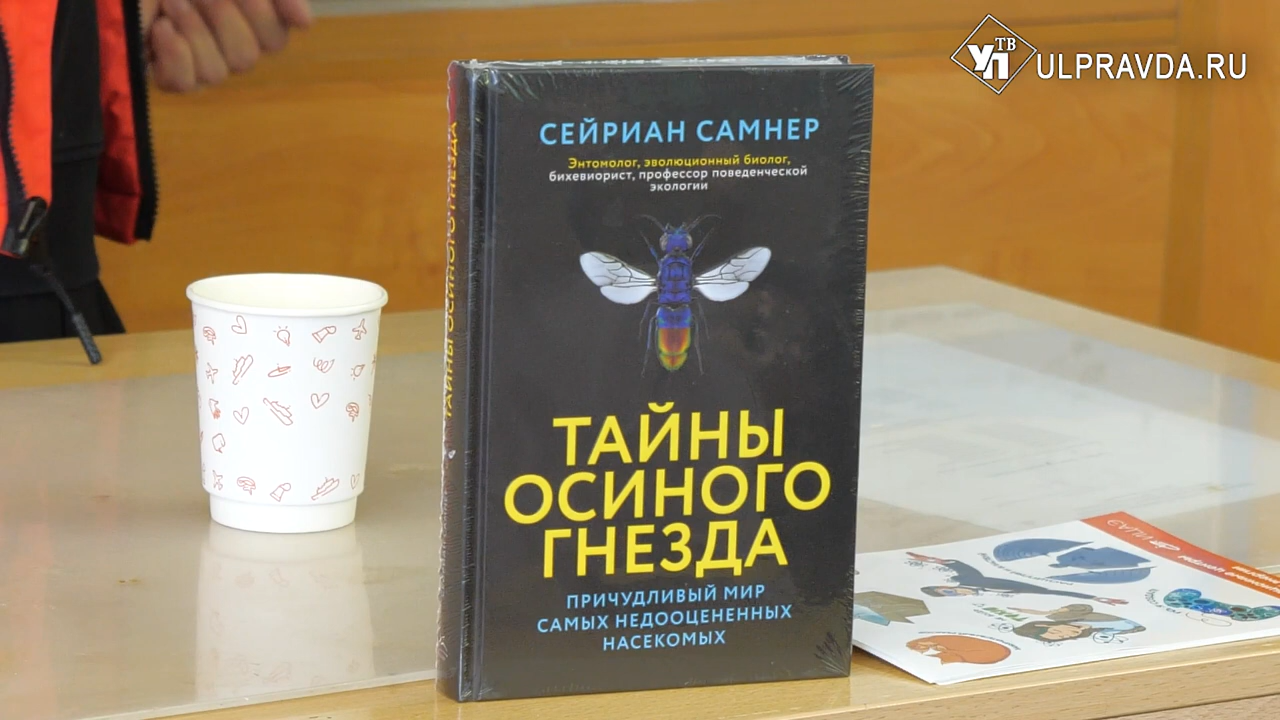 УП ТВ
ULPRAVDA.RU
ТАЙНЫ ОСИНОГО ГНЕЗДА
СЕЙРИАН САМНЕР
Энтомолог, эволюционный биолог,
бихевиорист, профессор поведенческой
экологии
ТАЙНЫ
ОСИНОГО
ГНЕЗДА
ПРИЧУДЛИВЫЙ МИР
САМЫХ НЕДООЦЕНЕННЫХ
НАСЕКОМЫХ